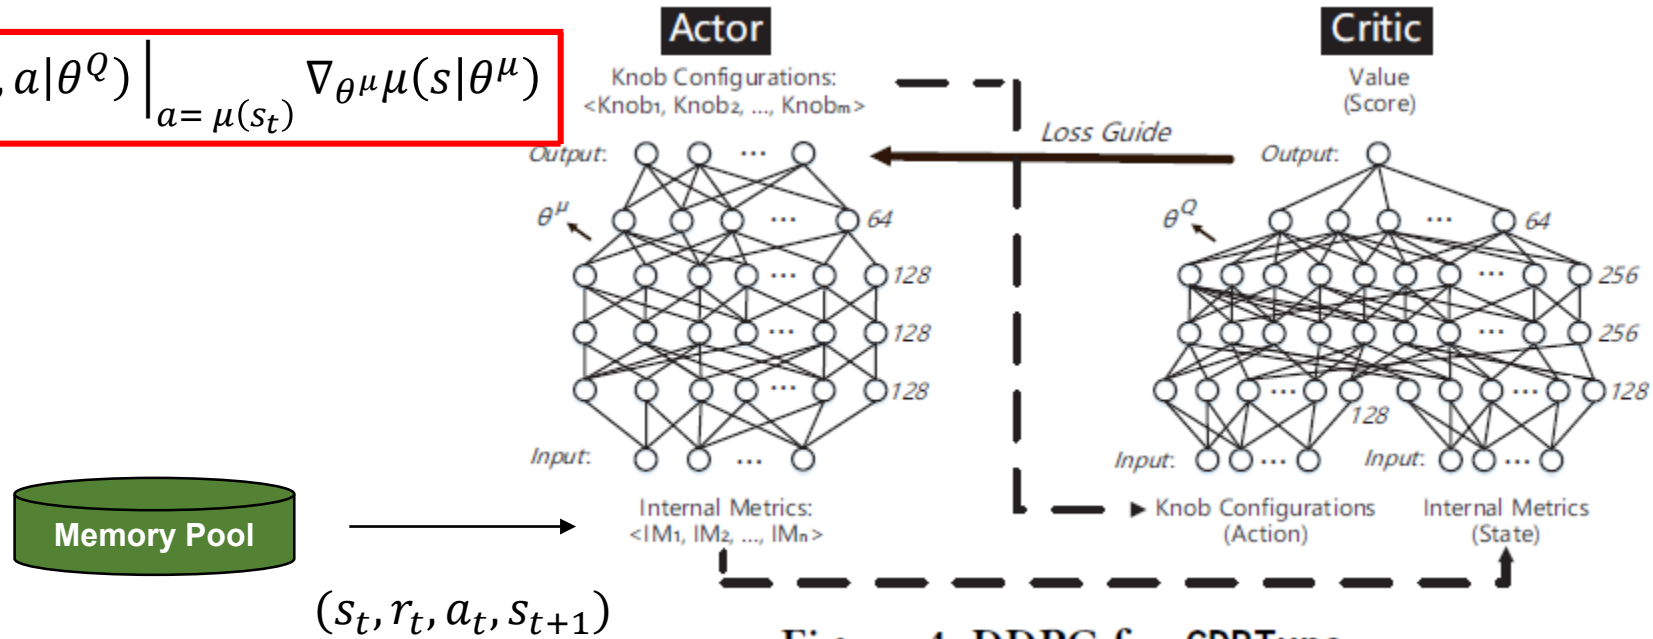 Actor
Critic
, a|θ^Q) |_{a= μ(s_t)} ∇_{θ^μ} μ(s|θ^μ)
Knob Configurations:
<Knob₁, Knob₂, ..., Knobₘ>
Value
(Score)
Loss Guide
Output:
...
Output:
θ^μ
...
64
θ^Q
...
64
...
128
...
256
...
128
...
256
...
128
...
128
...
128
Input:
...
Input:
...
Input:
...
Memory Pool
Internal Metrics:
<IM₁, IM₂, ..., IMₙ>
Knob Configurations
(Action)
Internal Metrics
(State)
(s_t, r_t, a_t, s_{t+1})